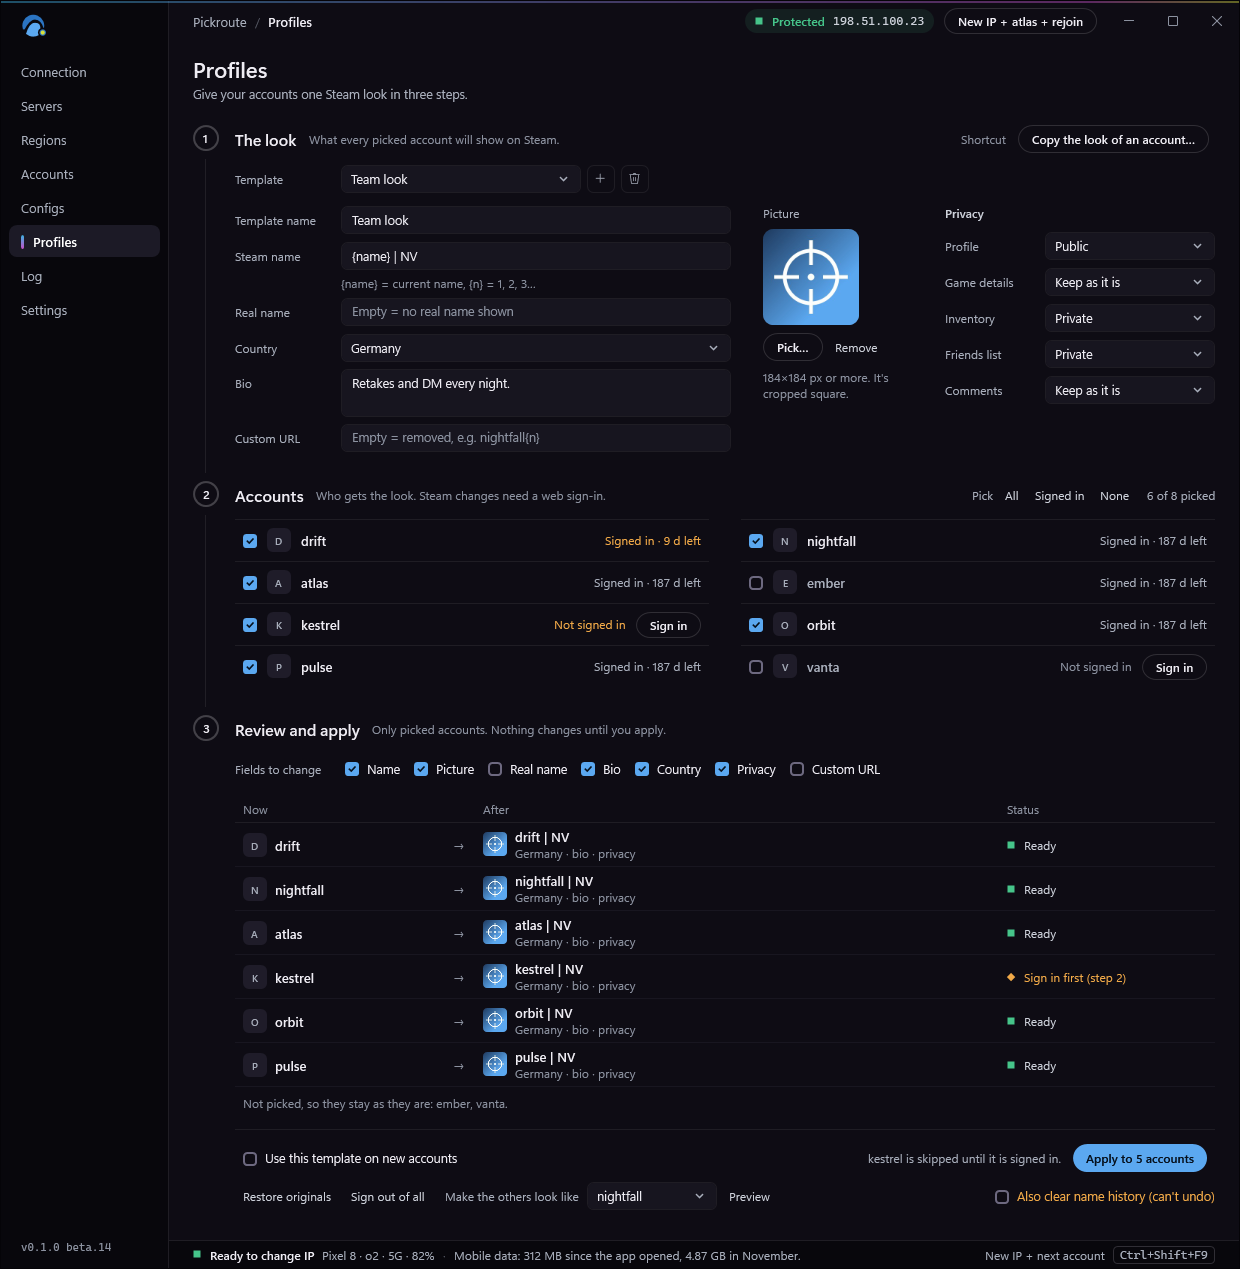 Pickroute / Profiles
Protected 198.51.100.23
New IP + atlas + rejoin
Connection
Servers
Regions
Accounts
Configs
Profiles
Log
Settings
v0.1.0 beta.14
Profiles
Give your accounts one Steam look in three steps.
1 The look What every picked account will show on Steam.
Shortcut Copy the look of an account...
Template Team look +
Template name Team look
Steam name {name} | NV
{name} = current name, {n} = 1, 2, 3...
Real name Empty = no real name shown
Country Germany
Bio Retakes and DM every night.
Custom URL Empty = removed, e.g. nightfall{n}
Picture
Pick... Remove
184×184 px or more. It's
cropped square.
Privacy
Profile Public
Game details Keep as it is
Inventory Private
Friends list Private
Comments Keep as it is
2 Accounts Who gets the look. Steam changes need a web sign-in.
Pick All Signed in None 6 of 8 picked
D drift Signed in · 9 d left
N nightfall Signed in · 187 d left
A atlas Signed in · 187 d left
E ember Signed in · 187 d left
K kestrel Not signed in Sign in
O orbit Signed in · 187 d left
P pulse Signed in · 187 d left
V vanta Not signed in Sign in
3 Review and apply Only picked accounts. Nothing changes until you apply.
Fields to change Name Picture Real name Bio Country Privacy Custom URL
Now After Status
D drift → drift | NV Ready
Germany · bio · privacy
N nightfall → nightfall | NV Ready
Germany · bio · privacy
A atlas → atlas | NV Ready
Germany · bio · privacy
K kestrel → kestrel | NV Sign in first (step 2)
Germany · bio · privacy
O orbit → orbit | NV Ready
Germany · bio · privacy
P pulse → pulse | NV Ready
Germany · bio · privacy
Not picked, so they stay as they are: ember, vanta.
Use this template on new accounts
kestrel is skipped until it is signed in. Apply to 5 accounts
Restore originals Sign out of all Make the others look like nightfall Preview
Also clear name history (can't undo)
Ready to change IP Pixel 8 · o2 · 5G · 82% · Mobile data: 312 MB since the app opened, 4.87 GB in November.
New IP + next account Ctrl+Shift+F9